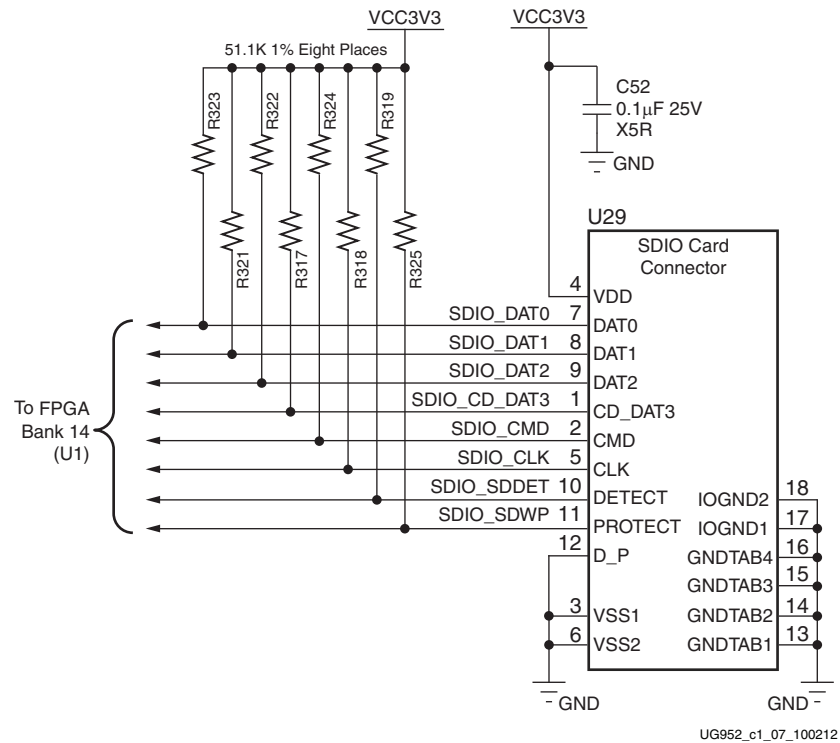 VCC3V3
VCC3V3
51.1K 1% Eight Places
R323
R322
R324
R319
R321
R317
R318
R325
C52
0.1μF 25V
X5R
GND
U29
SDIO Card
Connector
4 VDD
SDIO_DAT0 7 DAT0
SDIO_DAT1 8 DAT1
SDIO_DAT2 9 DAT2
SDIO_CD_DAT3 1 CD_DAT3
SDIO_CMD 2 CMD
SDIO_CLK 5 CLK
SDIO_SDDET 10 DETECT
SDIO_SDWP 11 PROTECT
12 D_P
3 VSS1
6 VSS2
To FPGA
Bank 14
(U1)
IOGND2 18
IOGND1 17
GNDTAB4 16
GNDTAB3 15
GNDTAB2 14
GNDTAB1 13
GND
GND
UG952_c1_07_100212